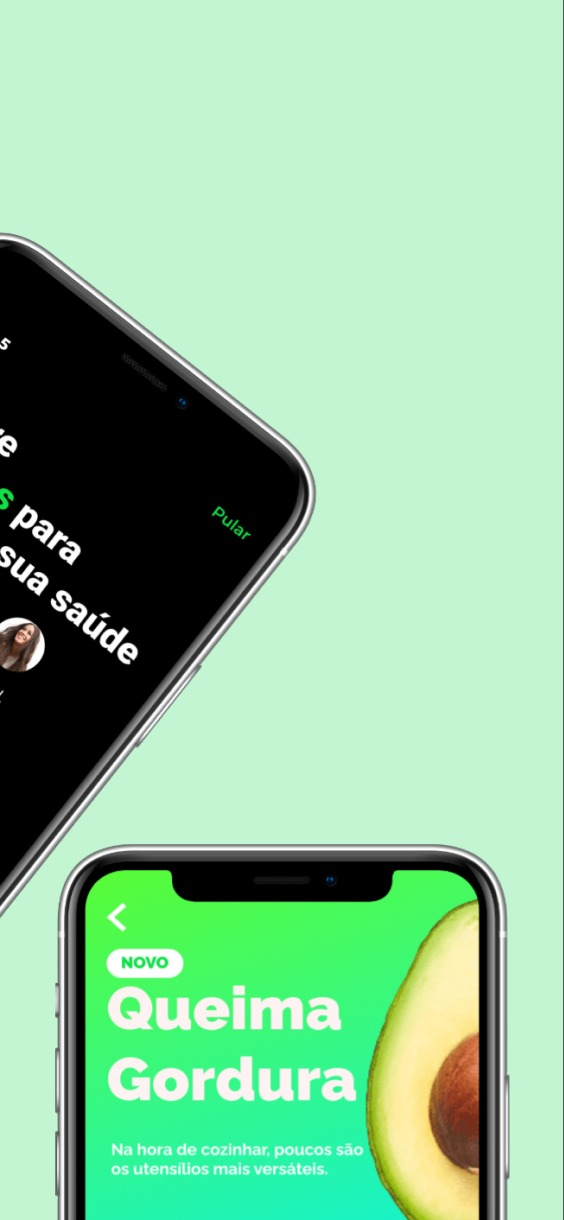 5
s para
sua saúde
Pular
NOVO
Queima
Gordura
Na hora de cozinhar, poucos são
os utensílios mais versáteis.